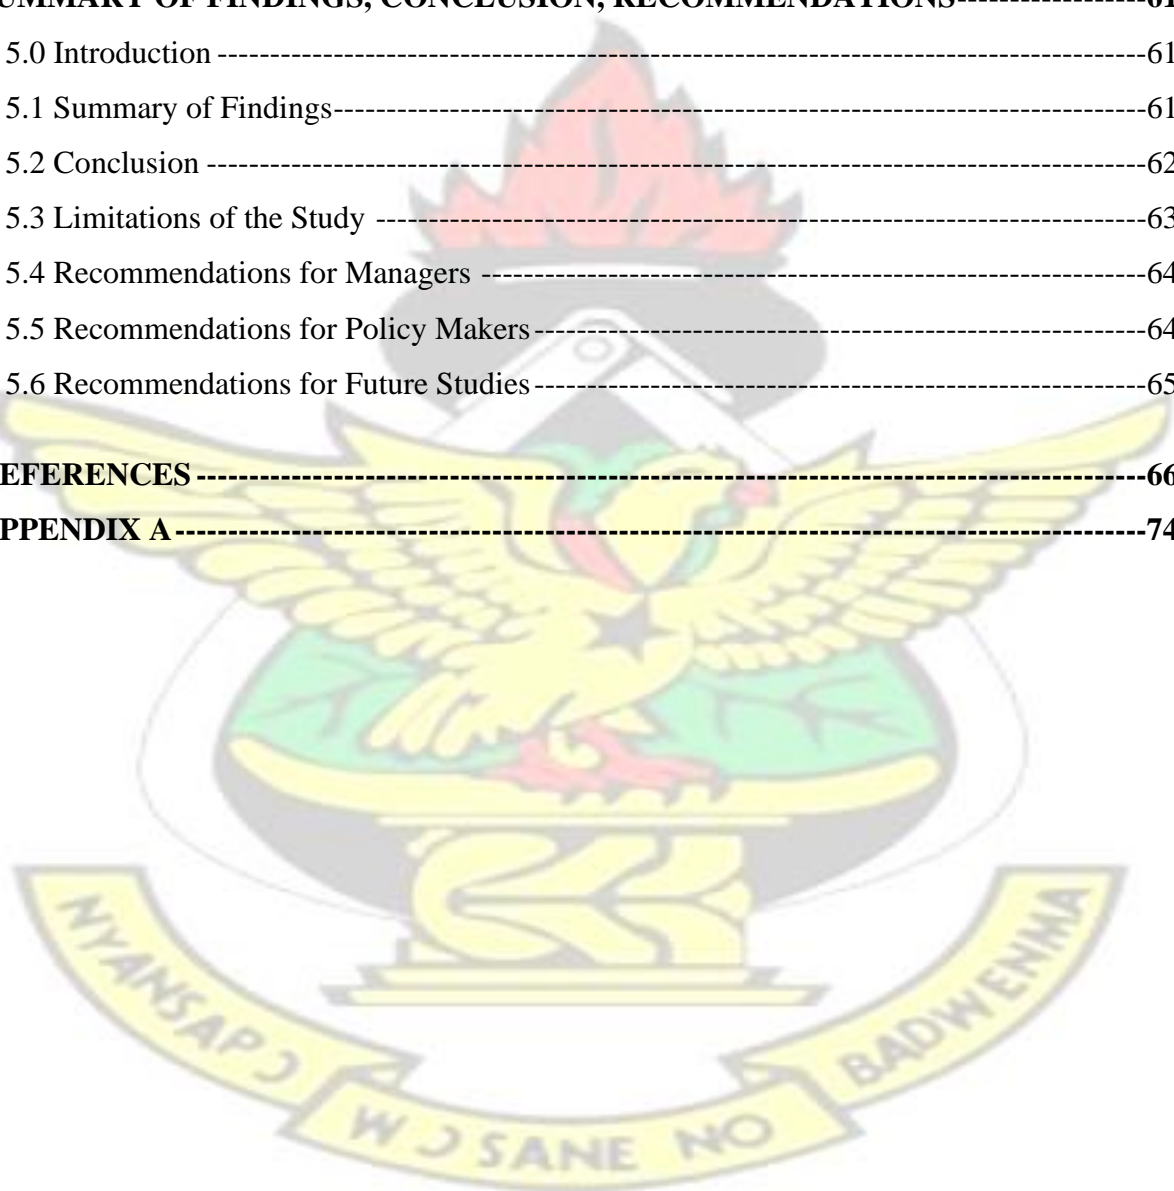 UMMARY OF FINDINGS, CONCLUSION, RECOMMENDATIONS-------------------61
5.0 Introduction ---------------------------------------------------------------61
5.1 Summary of Findings-------------------------------------------------------61
5.2 Conclusion ----------------------------------------------------------------62
5.3 Limitations of the Study --------------------------------------------------63
5.4 Recommendations for Managers ---------------------------------------------64
5.5 Recommendations for Policy Makers -----------------------------------------64
5.6 Recommendations for Future Studies ----------------------------------------65
EFERENCES ---------------------------------------------------------------------66
PPENDIX A ---------------------------------------------------------------------74
NYANSAPƆ
WƆSANE NO
BADWENMA